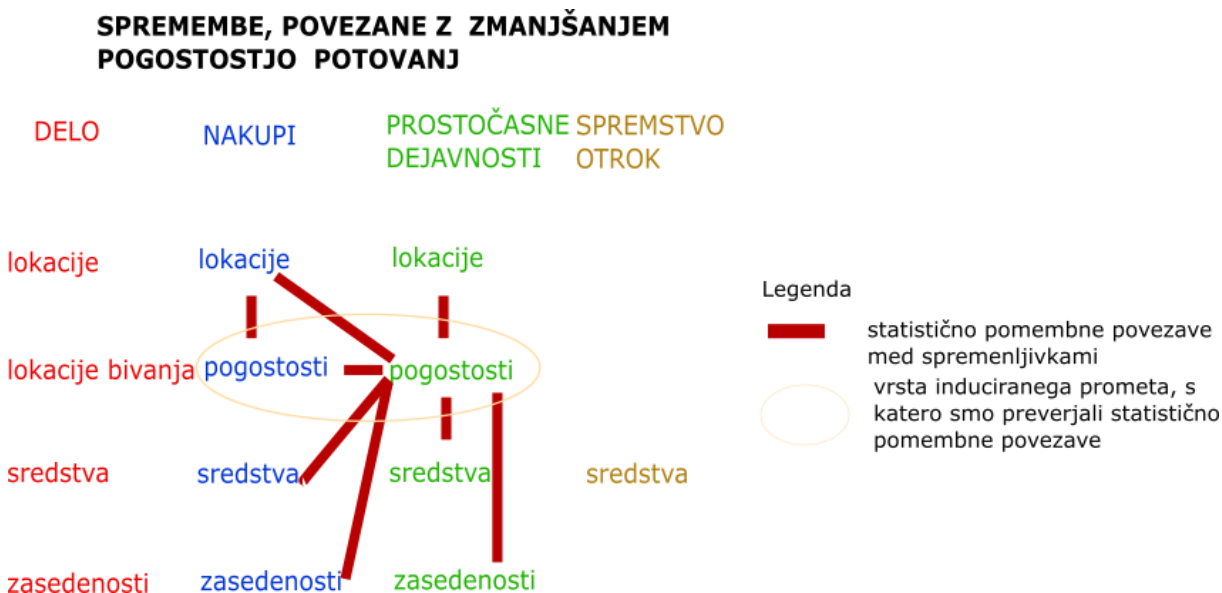 SPREMEMBE, POVEZANE Z ZMANJŠANJEM
POGOSTOSTJO POTOVANJ
DELO
NAKUPI
PROSTOČASNE
DEJAVNOSTI
SPREMSTVO
OTROK
lokacije
lokacije
lokacije
lokacije bivanja
pogostosti
pogostosti
sredstva
sredstva
sredstva
sredstva
zasedenosti
zasedenosti
zasedenosti
Legenda
statistično pomembne povezave
med spremenljivkami
vrsta induciranega prometa, s
katero smo preverjali statistično
pomembne povezave